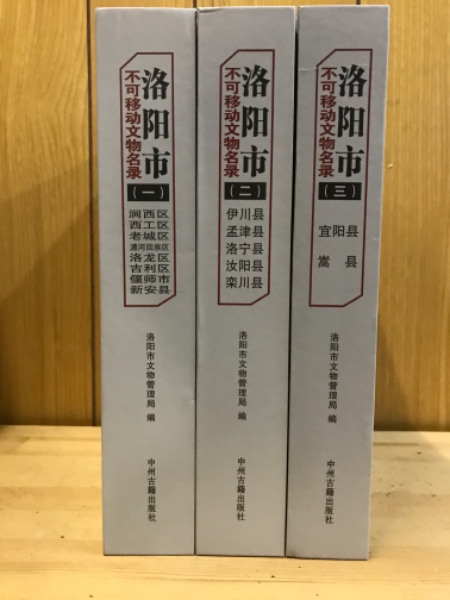 洛阳市
不可移动文物名录
(一)
涧西区
西工区
老城区
瀍河回族区
洛龙区
吉利区
偃师市
新安县
洛阳市文物管理局 编
中州古籍出版社
洛阳市
不可移动文物名录
(二)
伊川县
孟津县
洛宁县
汝阳县
栾川县
洛阳市文物管理局 编
中州古籍出版社
洛阳市
不可移动文物名录
(三)
宜阳县
嵩县
洛阳市文物管理局 编
中州古籍出版社